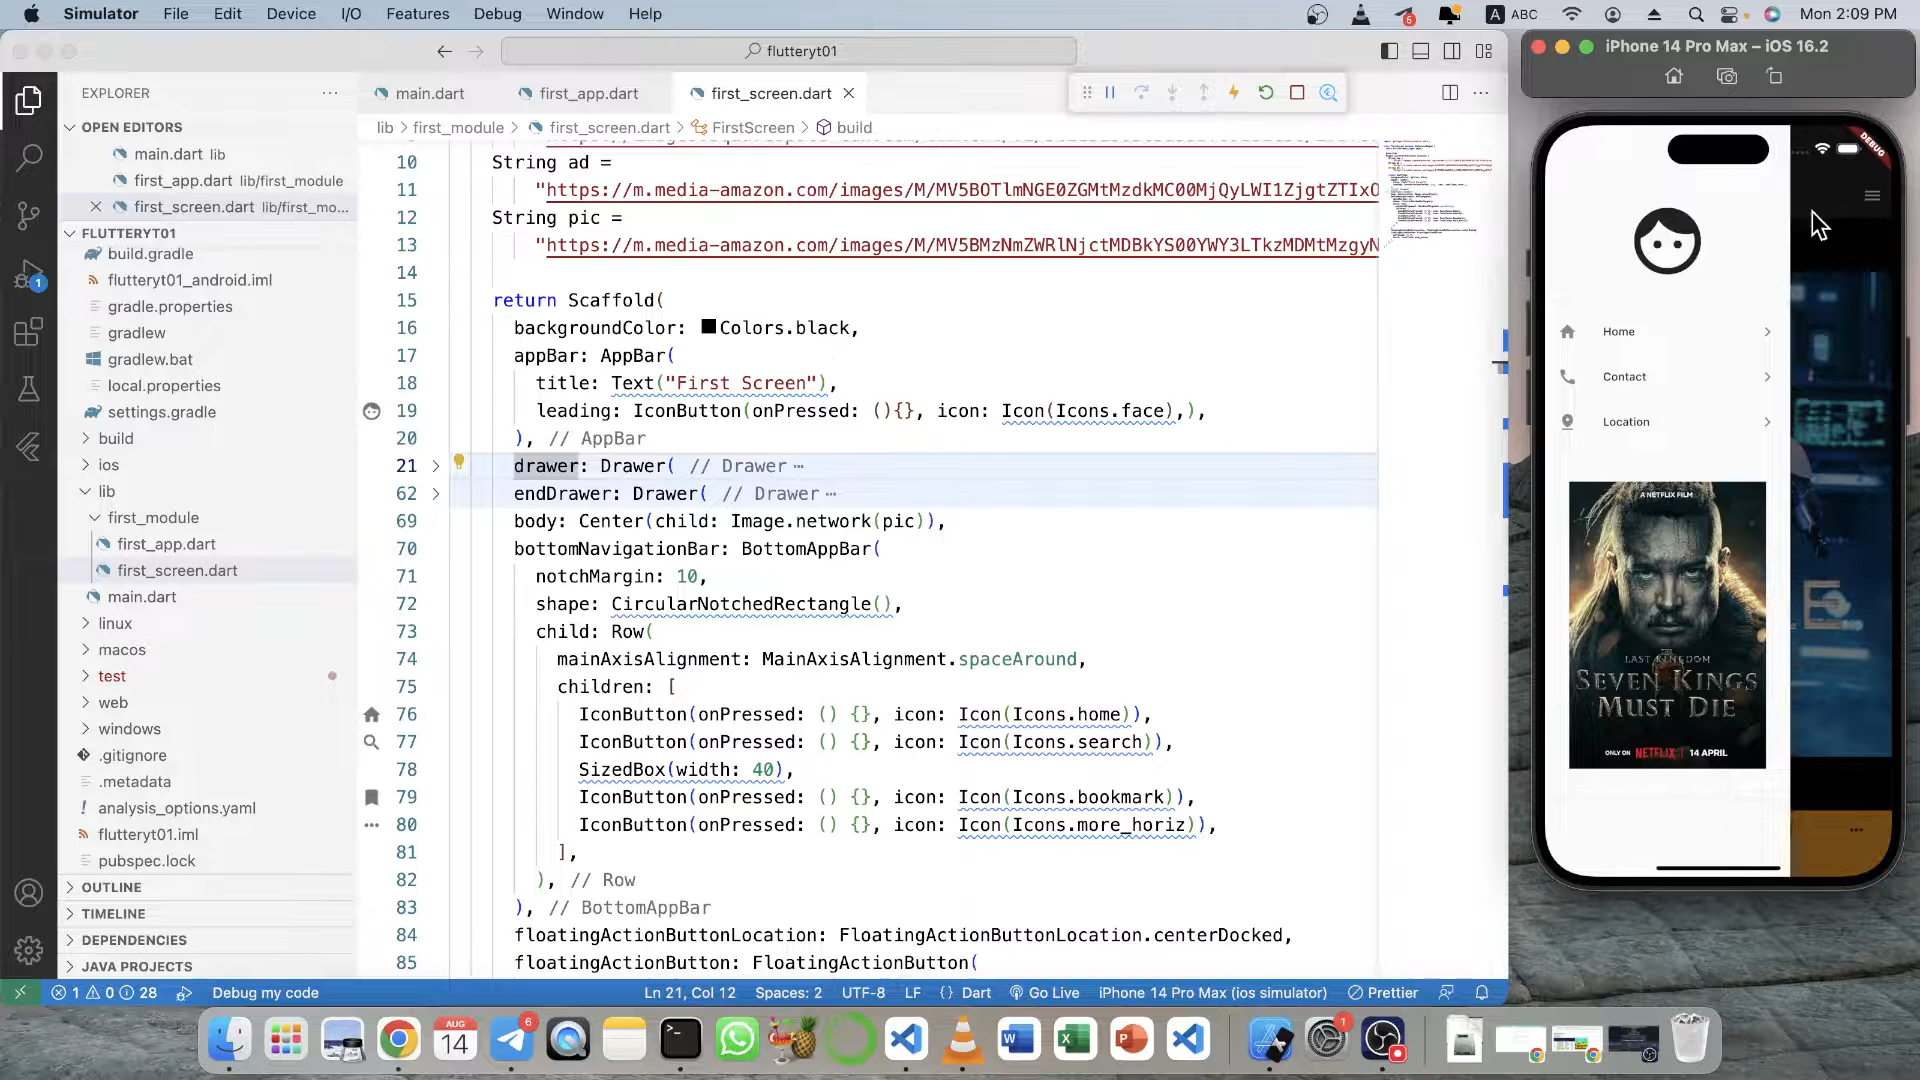 Simulator File Edit Device I/O Features Debug Window Help
6 A ABC Mon 2:09 PM
flutteryt01
iPhone 14 Pro Max – iOS 16.2
EXPLORER
main.dart first_app.dart first_screen.dart
lib > first_module > first_screen.dart > FirstScreen > build
OPEN EDITORS
main.dart lib
first_app.dart lib/first_module
first_screen.dart lib/first_mo...
FLUTTERYT01
build.gradle
flutteryt01_android.iml
gradle.properties
gradlew
gradlew.bat
local.properties
settings.gradle
build
ios
lib
first_module
first_app.dart
first_screen.dart
main.dart
linux
macos
test
web
windows
.gitignore
.metadata
analysis_options.yaml
flutteryt01.iml
pubspec.lock
OUTLINE
TIMELINE
DEPENDENCIES
JAVA PROJECTS
1
10 String ad =
11 "https://m.media-amazon.com/images/M/MV5BOTlmNGE0ZGMtMzdkMC00MjQyLWI1ZjgtZTIxO
12 String pic =
13 "https://m.media-amazon.com/images/M/MV5BMzNmZWRlNjctMDBkYS00YWY3LTkzMDMtMzgyN
14
15 return Scaffold(
16 backgroundColor: Colors.black,
17 appBar: AppBar(
18 title: Text("First Screen"),
19 leading: IconButton(onPressed: (){}, icon: Icon(Icons.face),),
20 ), // AppBar
21 drawer: Drawer( // Drawer ⋯
62 endDrawer: Drawer( // Drawer ⋯
69 body: Center(child: Image.network(pic)),
70 bottomNavigationBar: BottomAppBar(
71 notchMargin: 10,
72 shape: CircularNotchedRectangle(),
73 child: Row(
74 mainAxisAlignment: MainAxisAlignment.spaceAround,
75 children: [
76 IconButton(onPressed: () {}, icon: Icon(Icons.home)),
77 IconButton(onPressed: () {}, icon: Icon(Icons.search)),
78 SizedBox(width: 40),
79 IconButton(onPressed: () {}, icon: Icon(Icons.bookmark)),
80 IconButton(onPressed: () {}, icon: Icon(Icons.more_horiz)),
81 ],
82 ), // Row
83 ), // BottomAppBar
84 floatingActionButtonLocation: FloatingActionButtonLocation.centerDocked,
85 floatingActionButton: FloatingActionButton(
DEBUG
Home
Contact
Location
A NETFLIX FILM
THE
LAST KINGDOM
SEVEN KINGS
MUST DIE
ONLY ON NETFLIX 14 APRIL
E.
1 0 28 Debug my code Ln 21, Col 12 Spaces: 2 UTF-8 LF {} Dart Go Live iPhone 14 Pro Max (ios simulator) Prettier
AUG
14
6
W X P
1